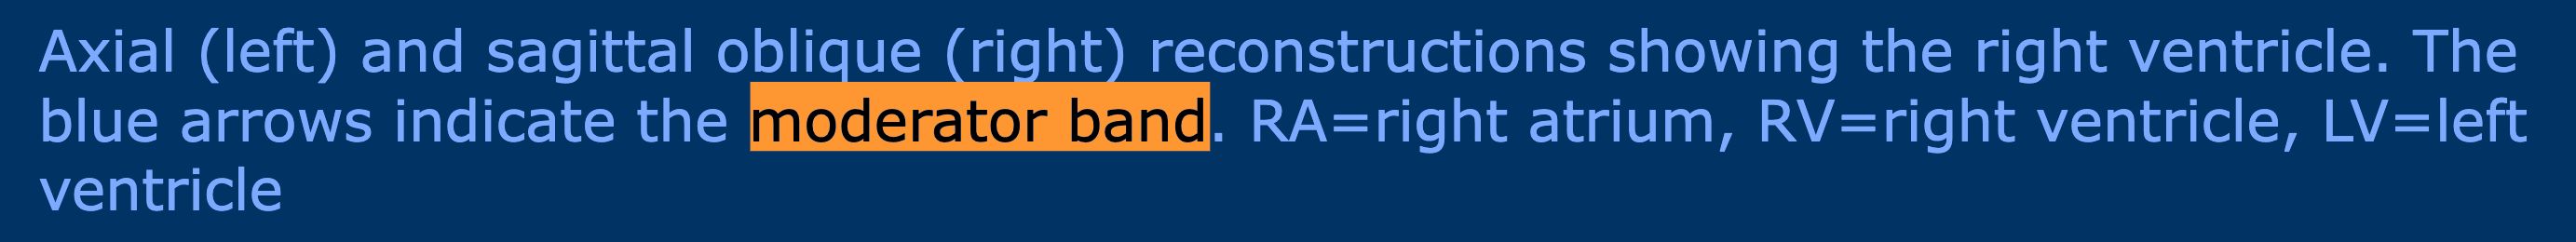 Axial (left) and sagittal oblique (right) reconstructions showing the right ventricle. The
blue arrows indicate the moderator band. RA=right atrium, RV=right ventricle, LV=left
ventricle